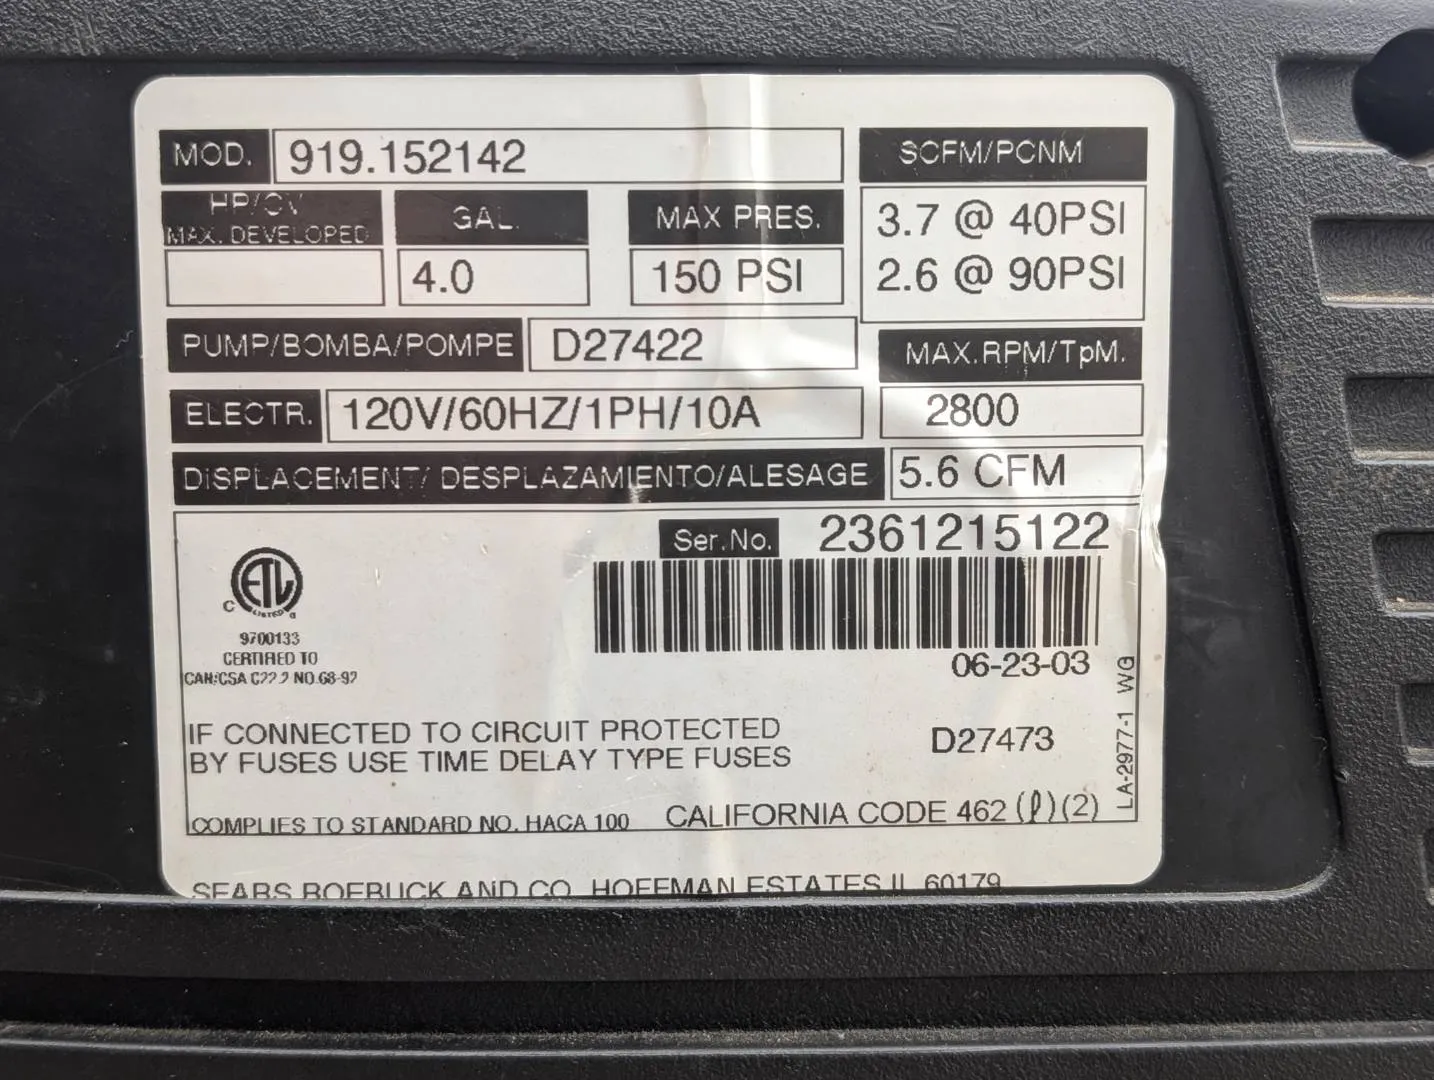 MOD. 919.152142
SCFM/PCNM
HP/CV
MAX. DEVELOPED
GAL.
MAX PRES.
3.7 @ 40PSI
4.0
150 PSI
2.6 @ 90PSI
PUMP/BOMBA/POMPE D27422
MAX.RPM/TpM.
ELECTR. 120V/60HZ/1PH/10A
2800
DiSPLACEMENT/ DESPLAZAMIENTO/ALESAGE 5.6 CFM
Ser.No. 2361215122
C ETL US
LISTED
9700133
CERTIFIED TO
CAN/CSA C22.2 NO.68-92
06-23-03
IF CONNECTED TO CIRCUIT PROTECTED
BY FUSES USE TIME DELAY TYPE FUSES
D27473
LA-2977-1 WG
COMPLIES TO STANDARD NO. HACA 100
CALIFORNIA CODE 462 (l)(2)
SEARS ROEBUCK AND CO. HOFFMAN ESTATES IL 60179